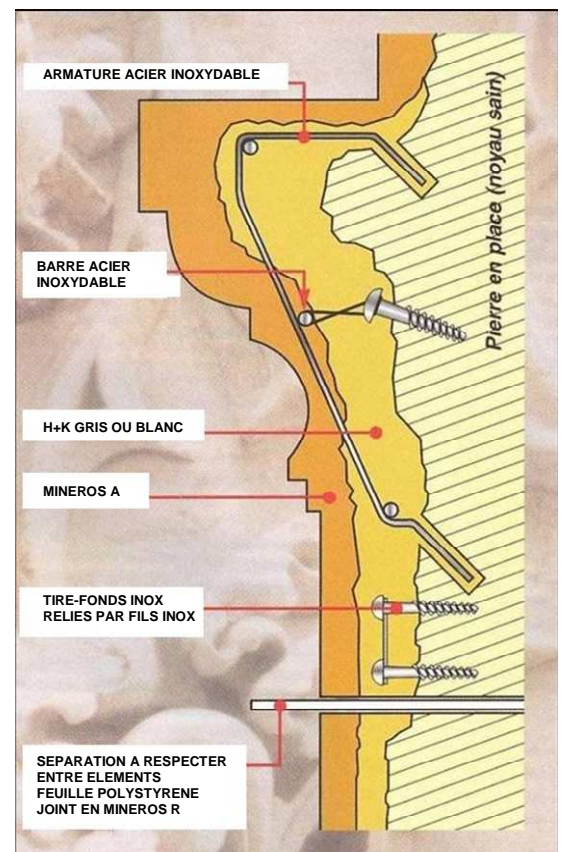 ARMATURE ACIER INOXYDABLE
Pierre en place (noyau sain)
BARRE ACIER
INOXYDABLE
H+K GRIS OU BLANC
MINEROS A
TIRE-FONDS INOX
RELIES PAR FILS INOX
SEPARATION A RESPECTER
ENTRE ELEMENTS
FEUILLE POLYSTYRENE
JOINT EN MINEROS R